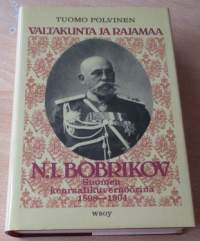 TUOMO POLVINEN
VALTAKUNTA JA RAJAMAA
N.I. BOBRIKOV
Suomen
kenraalikuvernöörinä
1898–1904
WSOY